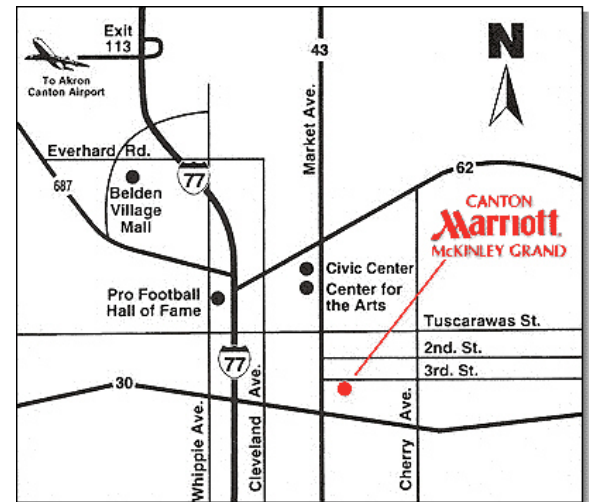 Exit
113
43
N
To Akron
Canton Airport
Market Ave.
Everhard Rd.
687
77
62
Belden
Village
Mall
CANTON
Marriott
McKINLEY GRAND
Civic Center
Center for
the Arts
Pro Football
Hall of Fame
Tuscarawas St.
2nd. St.
3rd. St.
77
30
Whippie Ave.
Cleveland Ave.
Cherry Ave.